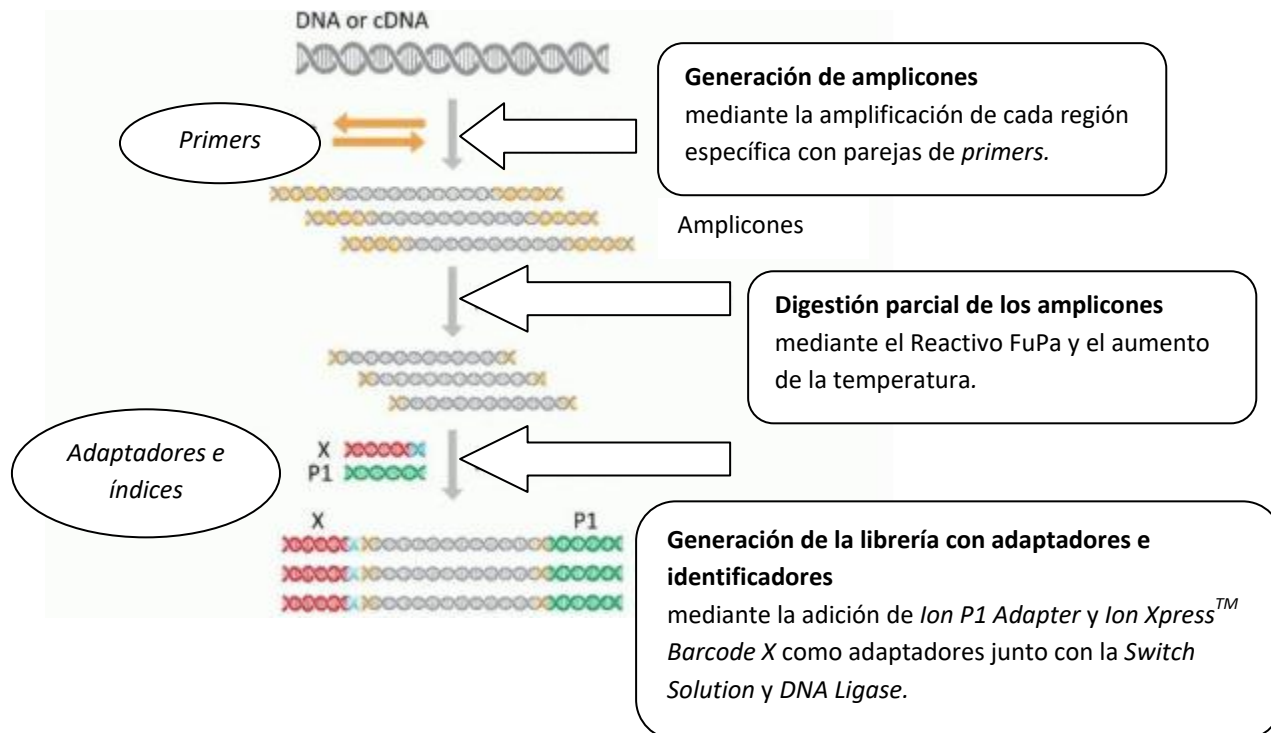 DNA or cDNA
Generación de amplicones
mediante la amplificación de cada región
específica con parejas de primers.
Primers
Amplicones
Digestión parcial de los amplicones
mediante el Reactivo FuPa y el aumento
de la temperatura.
Adaptadores e
índices
X
P1
X P1
Generación de la librería con adaptadores e
identificadores
mediante la adición de Ion P1 Adapter y Ion Xpress™
Barcode X como adaptadores junto con la Switch
Solution y DNA Ligase.